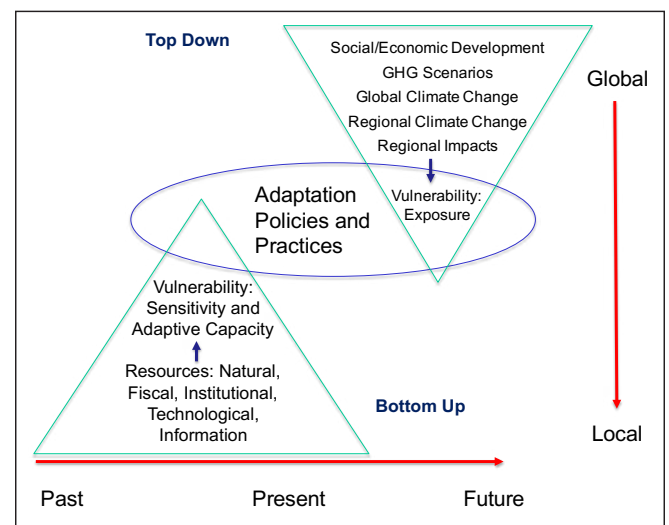 Top Down
Social/Economic Development
GHG Scenarios
Global Climate Change
Regional Climate Change
Regional Impacts
Global
Vulnerability:
Exposure
Adaptation
Policies and
Practices
Vulnerability:
Sensitivity and
Adaptive Capacity
Resources: Natural,
Fiscal, Institutional,
Technological,
Information
Bottom Up
Local
Past
Present
Future